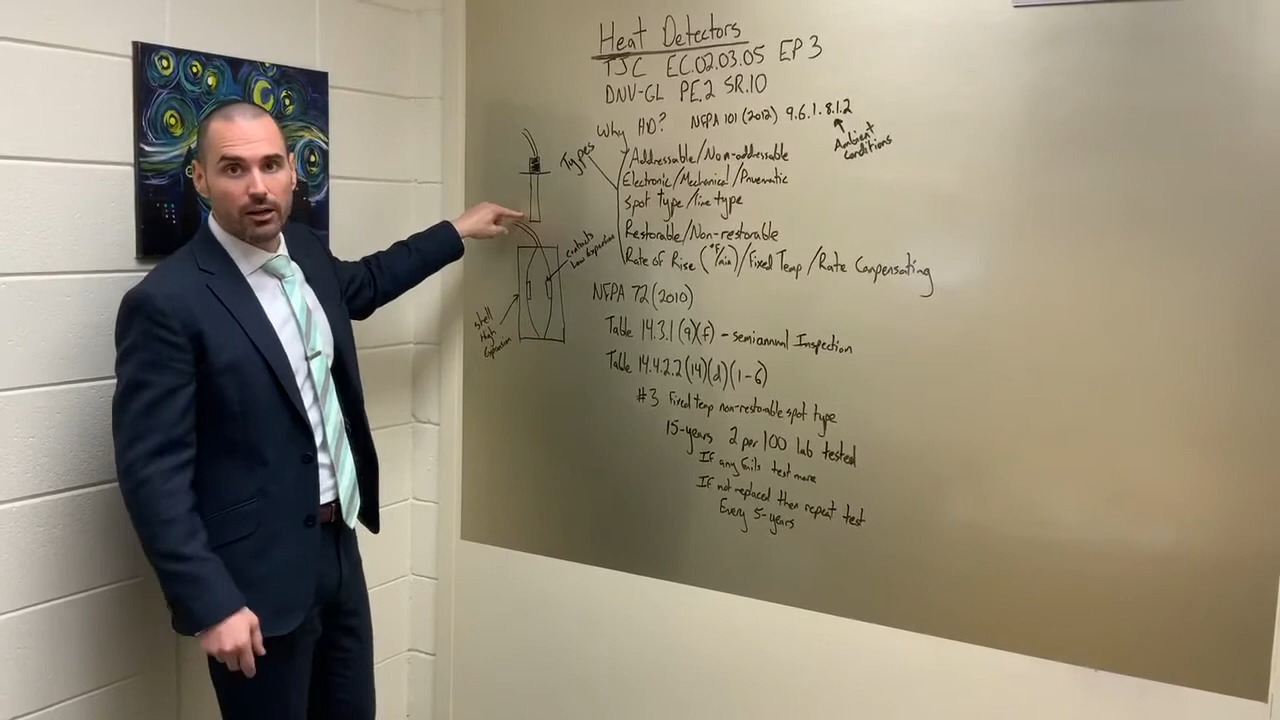 Heat Detectors
TJC EC.02.03.05 EP 3
DNV-GL PE.2 SR.10
Why HD? NFPA 101 (2012) 9.6.1.8.1.2
Ambient
Conditions
Types
Addressable/Non-addressable
Electronic/Mechanical/Pnuematic
Spot type/line type
Restorable/Non-restorable
Rate of Rise (°F/min)/Fixed Temp/Rate Compensating
contacts
Low Expansion
Shell
High
Expansion
NFPA 72 (2010)
Table 14.3.1 (9)(f) - semiannual Inspection
Table 14.4.2.2 (14)(d)(1-6)
#3 Fixed temp non-restorable spot type
15-years 2 per 100 lab tested
If any fails test more
If not replaced then repeat test
Every 5-years